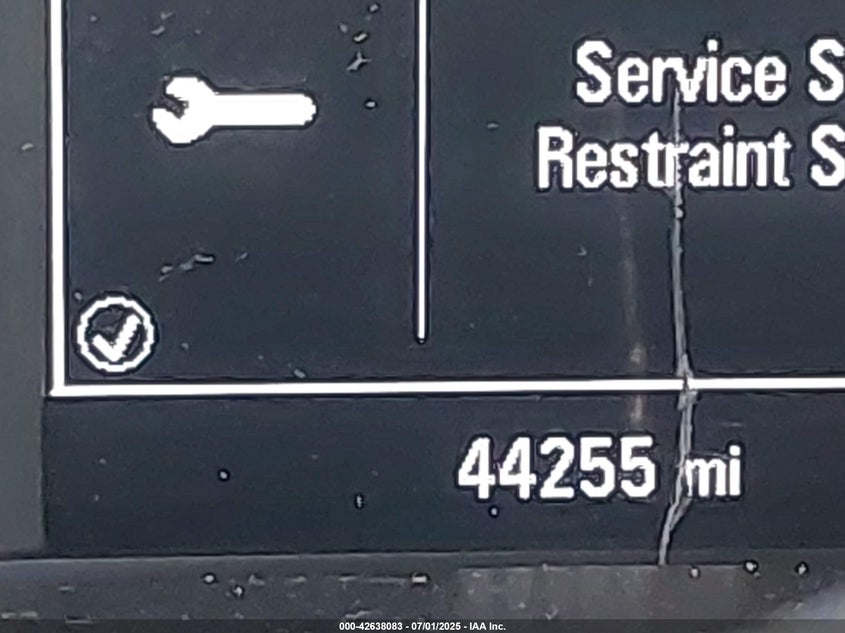 Service S
Restraint S
44255 mi
000-42638083 - 07/01/2025 - IAA Inc.